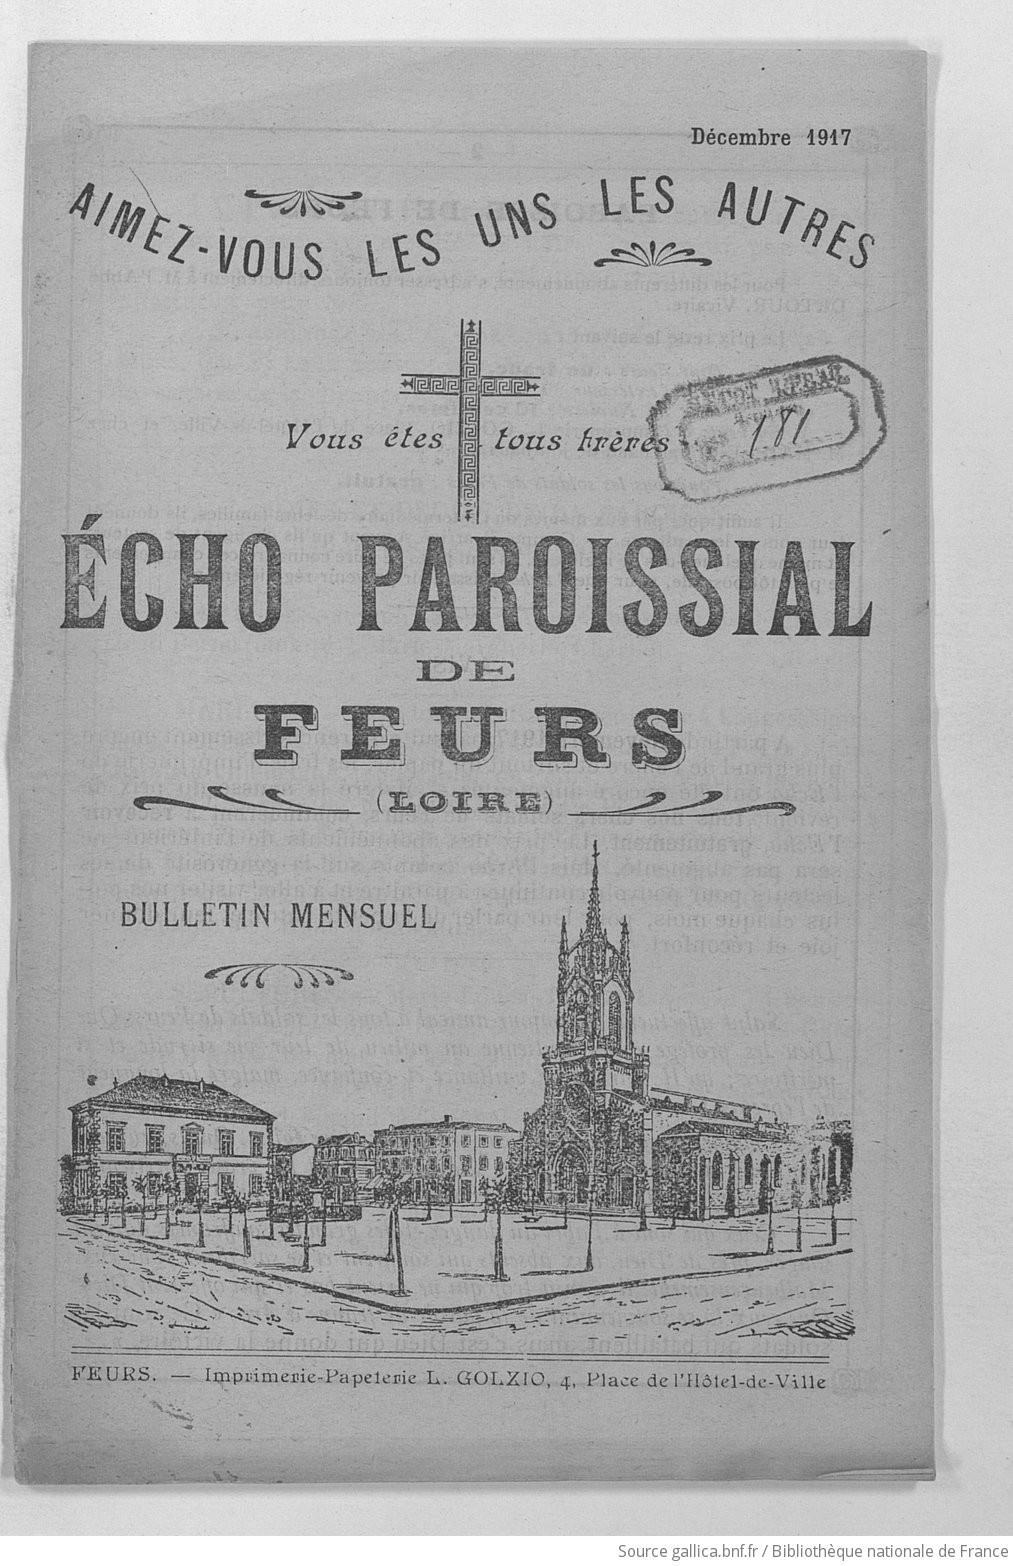 Décembre 1917
AIMEZ-VOUS LES UNS LES AUTRES
Vous êtes tous frères
181
ÉCHO PAROISSIAL
DE
FEURS
(LOIRE)
BULLETIN MENSUEL
FEURS. — Imprimerie-Papeterie L. GOLZIO, 4, Place de l'Hôtel-de-Ville
Source gallica.bnf.fr / Bibliothèque nationale de France